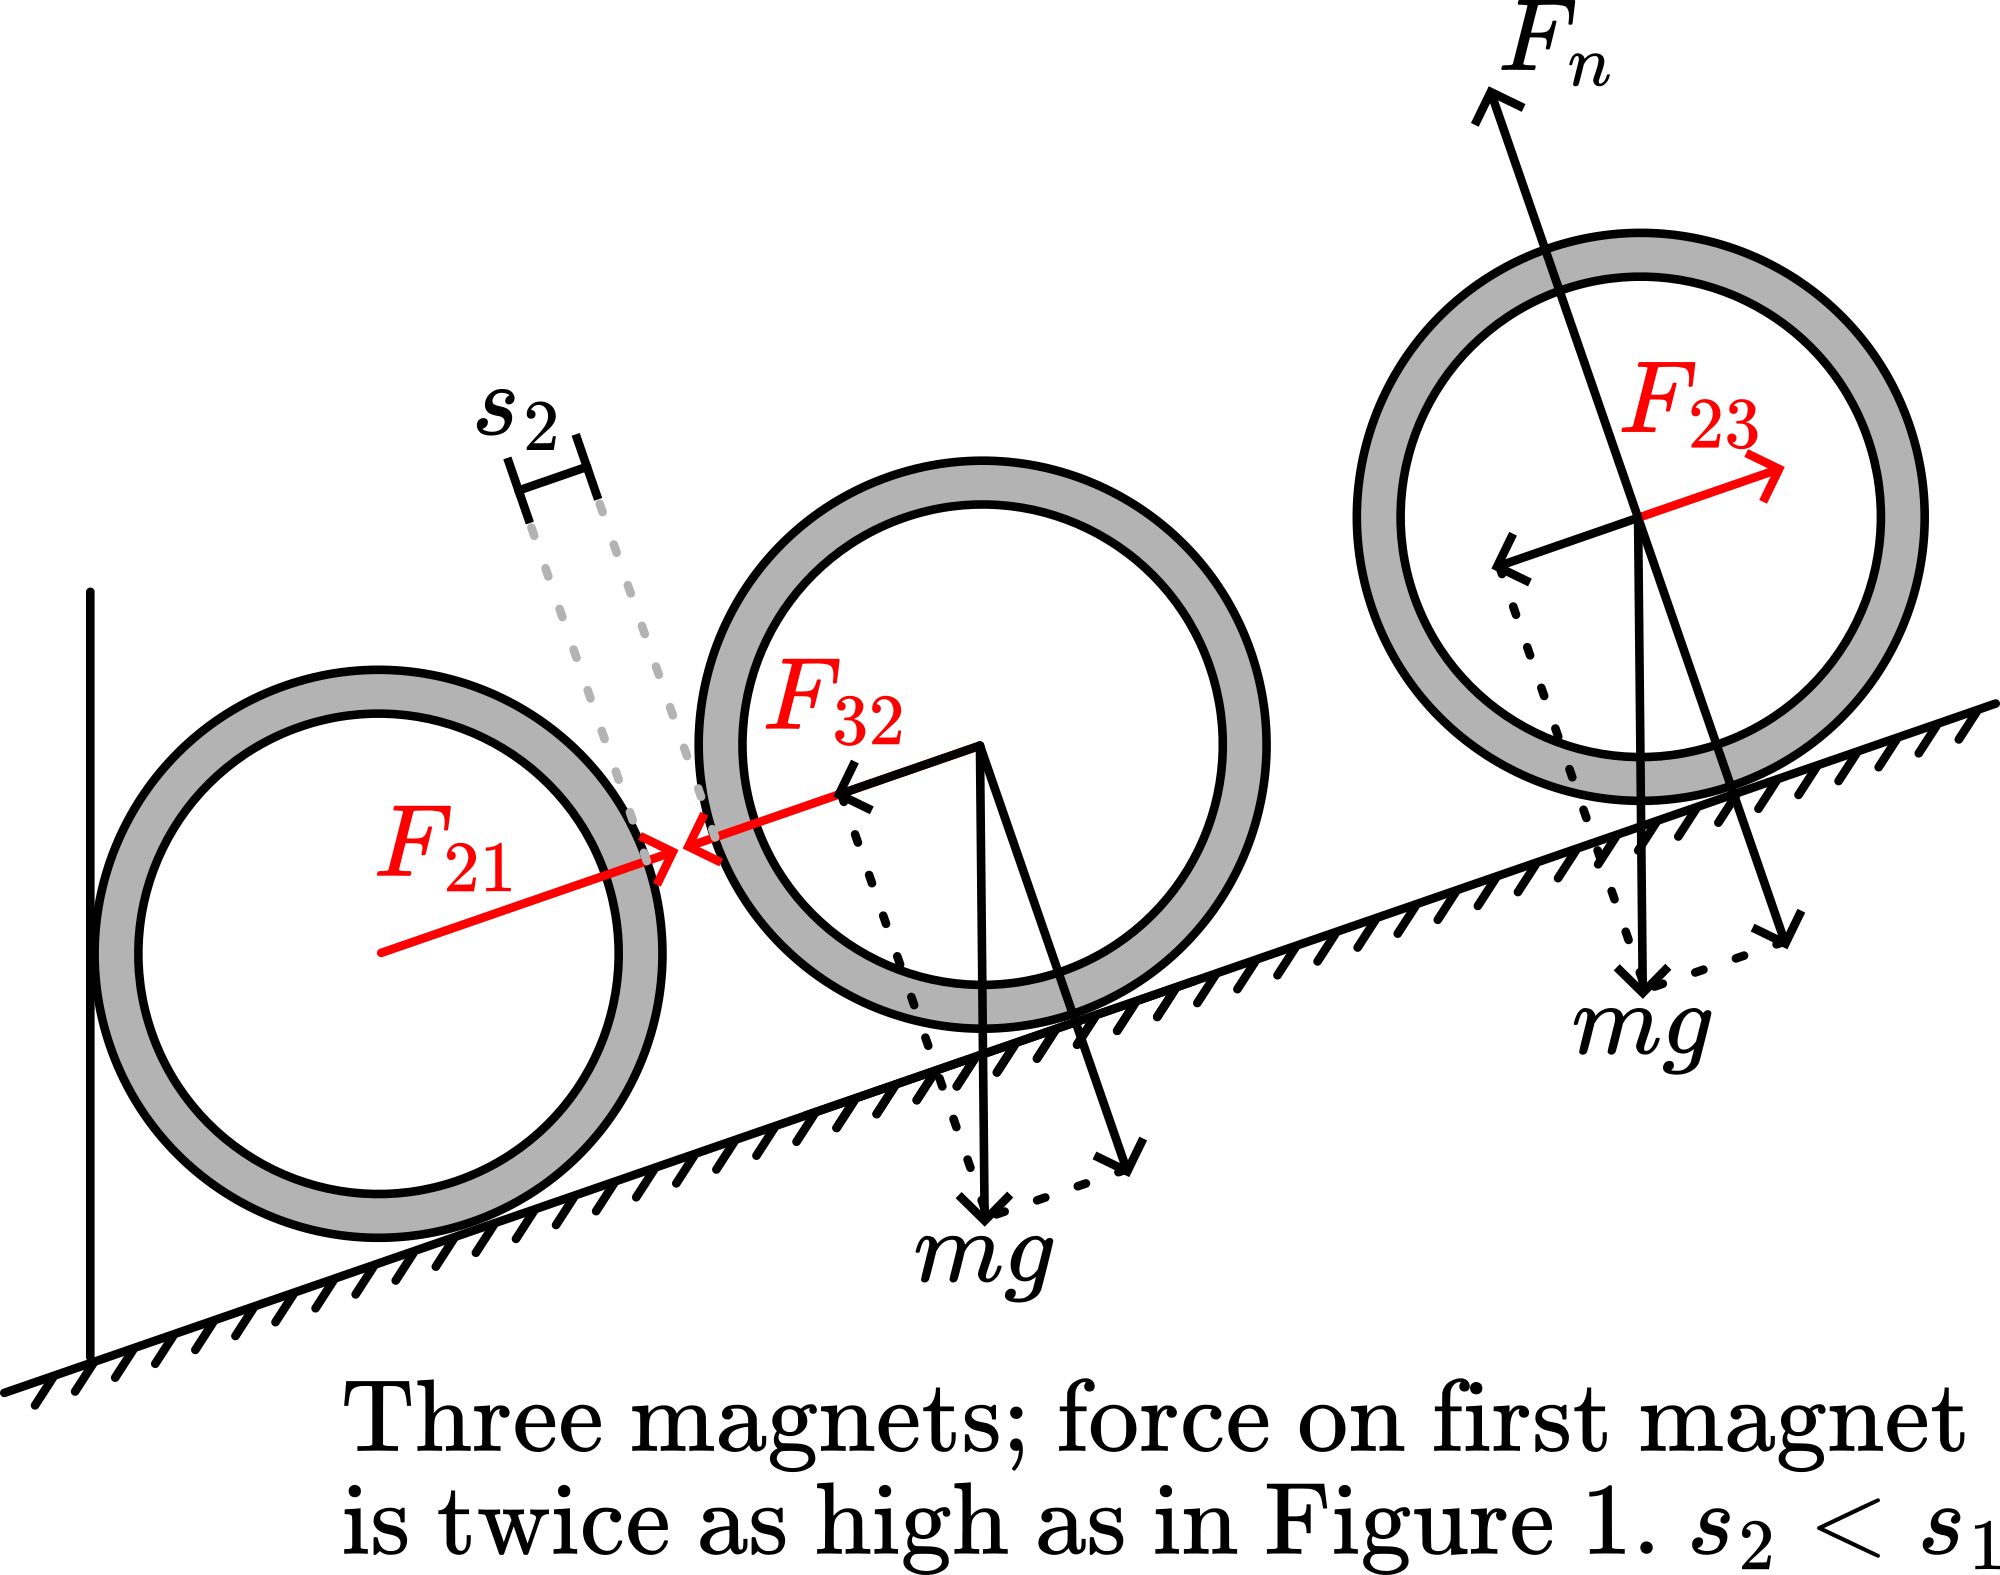 F_n
F_23
s_2
F_32
F_21
mg
mg
Three magnets; force on first magnet
is twice as high as in Figure 1. s_2 < s_1